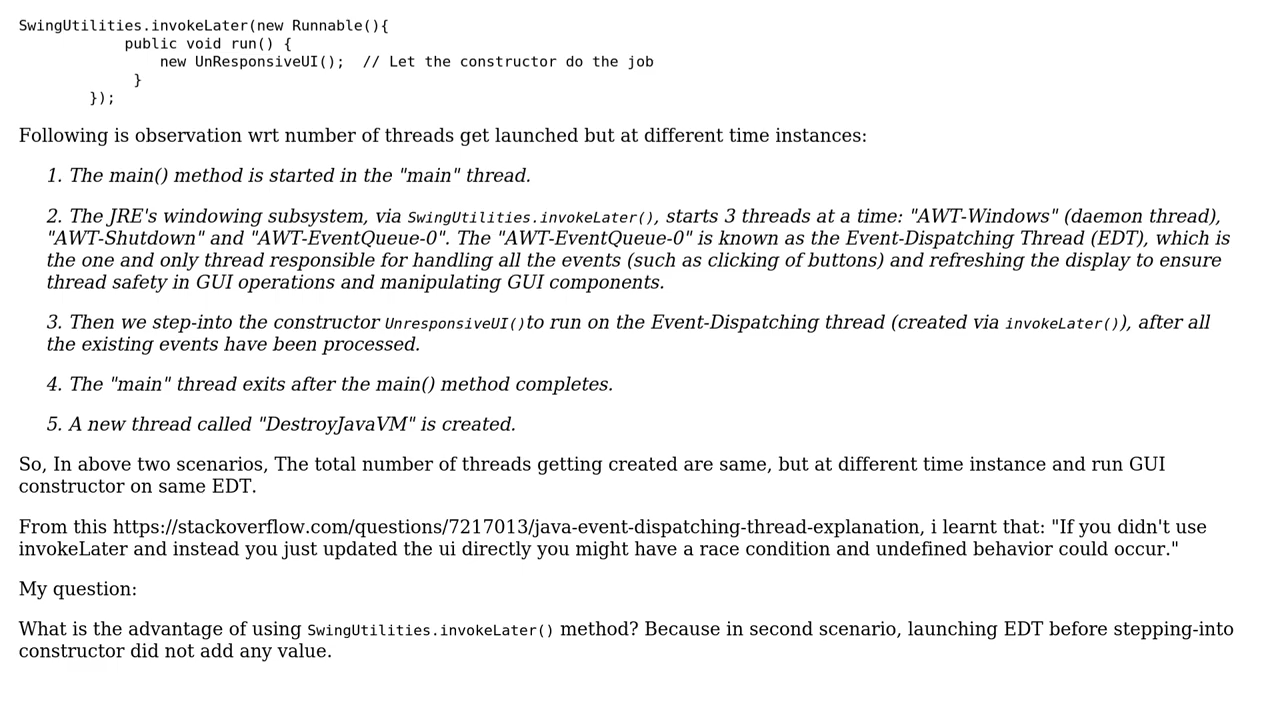 SwingUtilities.invokeLater(new Runnable(){
            public void run() {
                new UnResponsiveUI();  // Let the constructor do the job
             }
        });
Following is observation wrt number of threads get launched but at different time instances:
1. The main() method is started in the "main" thread.
2. The JRE's windowing subsystem, via SwingUtilities.invokeLater(), starts 3 threads at a time: "AWT-Windows" (daemon thread),
"AWT-Shutdown" and "AWT-EventQueue-0". The "AWT-EventQueue-0" is known as the Event-Dispatching Thread (EDT), which is
the one and only thread responsible for handling all the events (such as clicking of buttons) and refreshing the display to ensure
thread safety in GUI operations and manipulating GUI components.
3. Then we step-into the constructor UnresponsiveUI()to run on the Event-Dispatching thread (created via invokeLater()), after all
the existing events have been processed.
4. The "main" thread exits after the main() method completes.
5. A new thread called "DestroyJavaVM" is created.
So, In above two scenarios, The total number of threads getting created are same, but at different time instance and run GUI
constructor on same EDT.
From this https://stackoverflow.com/questions/7217013/java-event-dispatching-thread-explanation, i learnt that: "If you didn't use
invokeLater and instead you just updated the ui directly you might have a race condition and undefined behavior could occur."
My question:
What is the advantage of using SwingUtilities.invokeLater() method? Because in second scenario, launching EDT before stepping-into
constructor did not add any value.